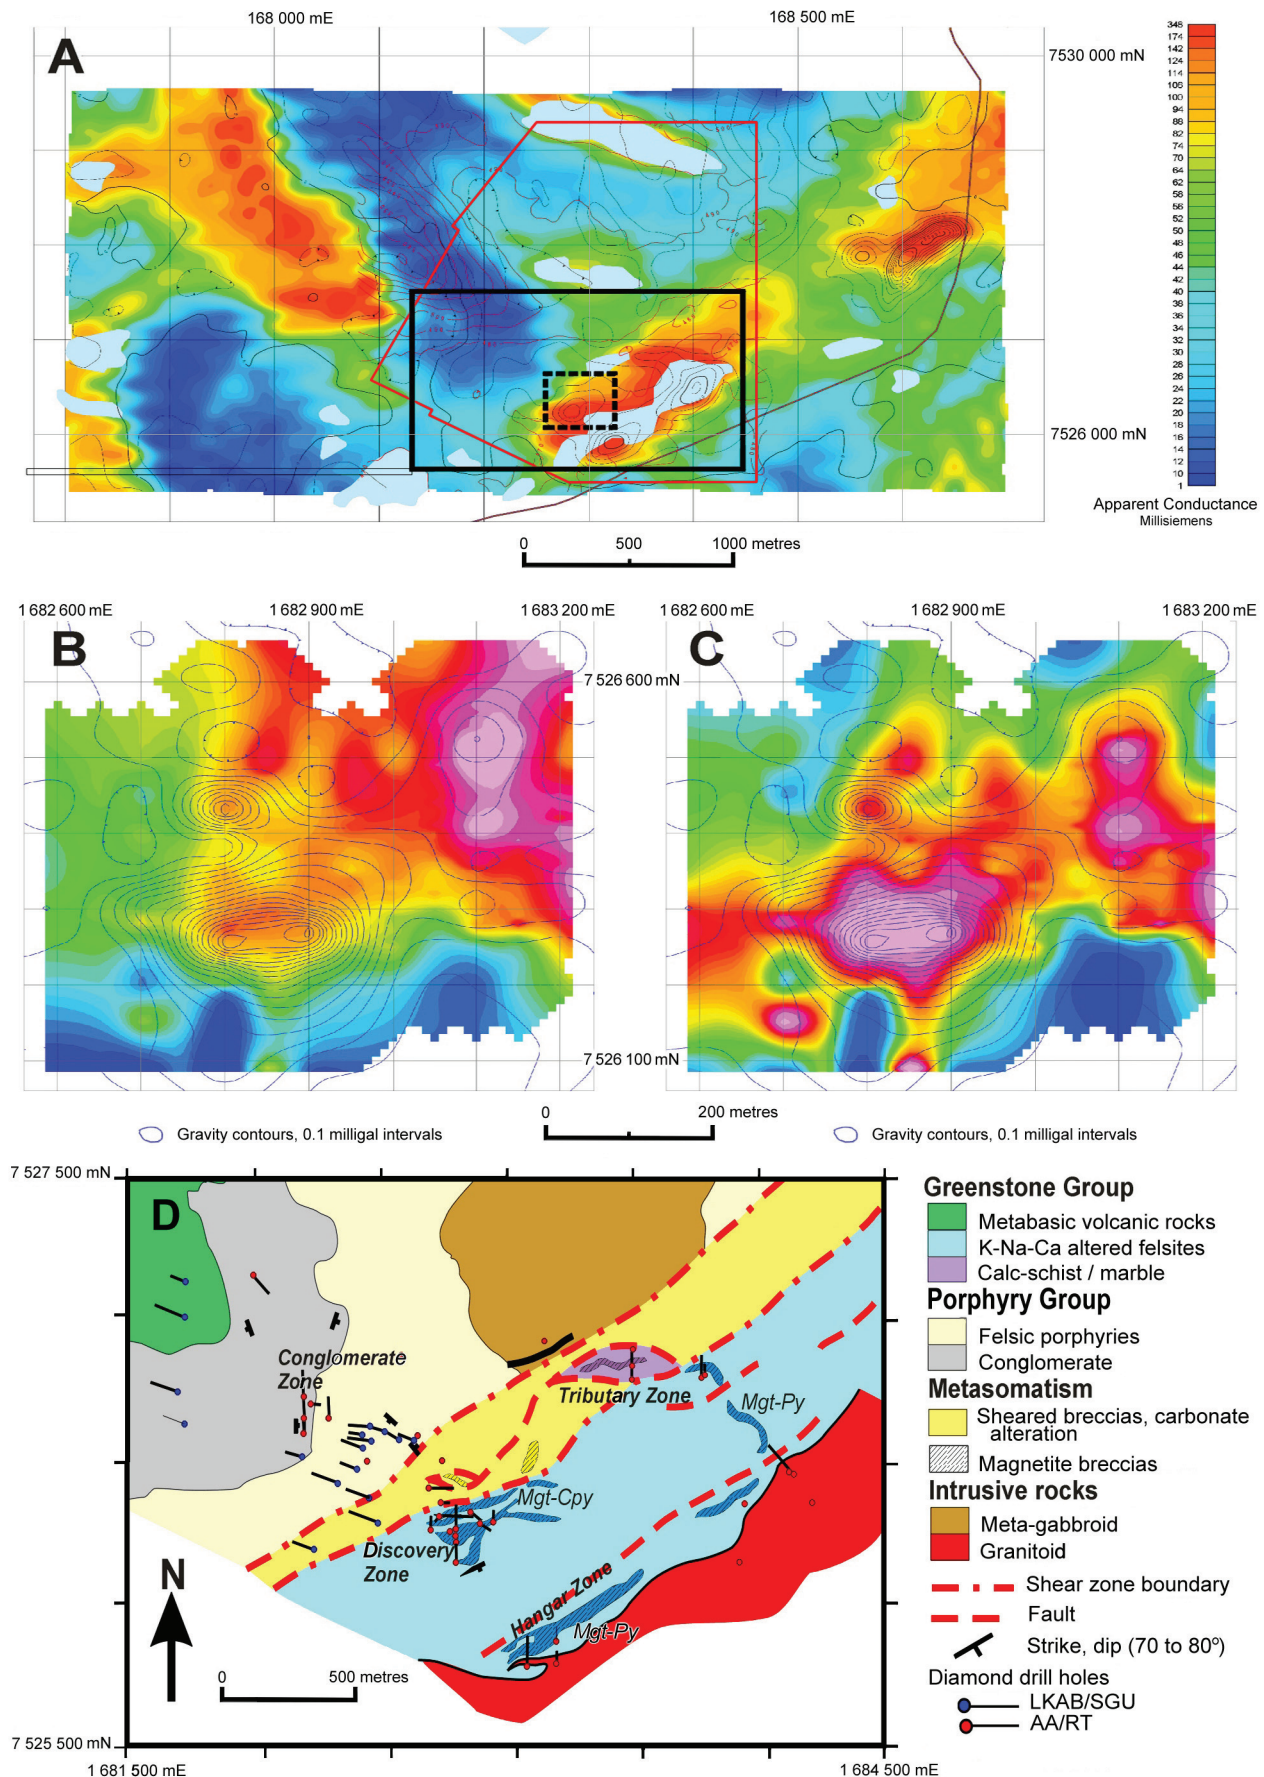 168 000 mE
168 500 mE
A
7530 000 mN
7526 000 mN
348
174
142
124
114
106
100
94
88
82
74
70
64
62
58
56
52
50
48
46
44
42
40
38
36
34
32
30
28
26
24
22
20
18
16
14
12
10
1
Apparent Conductance
Millisiemens
0 500 1000 metres
1 682 600 mE 1 682 900 mE 1 683 200 mE
1 682 600 mE 1 682 900 mE 1 683 200 mE
B
C
7 526 600 mN
7 526 100 mN
0 200 metres
Gravity contours, 0.1 milligal intervals
Gravity contours, 0.1 milligal intervals
7 527 500 mN
D
Conglomerate
Zone
Tributary Zone
Mgt-Py
Mgt-Cpy
Discovery
Zone
Hangar Zone
Mgt-Py
N
0 500 metres
7 525 500 mN
1 681 500 mE
1 684 500 mE
Greenstone Group
Metabasic volcanic rocks
K-Na-Ca altered felsites
Calc-schist / marble
Porphyry Group
Felsic porphyries
Conglomerate
Metasomatism
Sheared breccias, carbonate
alteration
Magnetite breccias
Intrusive rocks
Meta-gabbroid
Granitoid
Shear zone boundary
Fault
Strike, dip (70 to 80º)
Diamond drill holes
LKAB/SGU
AA/RT